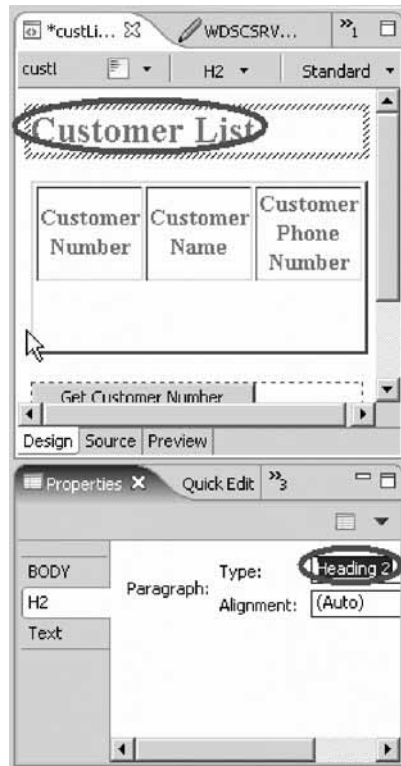 *custLi... WDSCSRV... »1
custl H2 Standard
Customer List
Customer Number
Customer Name
Customer Phone Number
Get Customer Number
Design Source Preview
Properties Quick Edit »3
BODY
H2
Text
Paragraph:
Type: Heading 2
Alignment: (Auto)